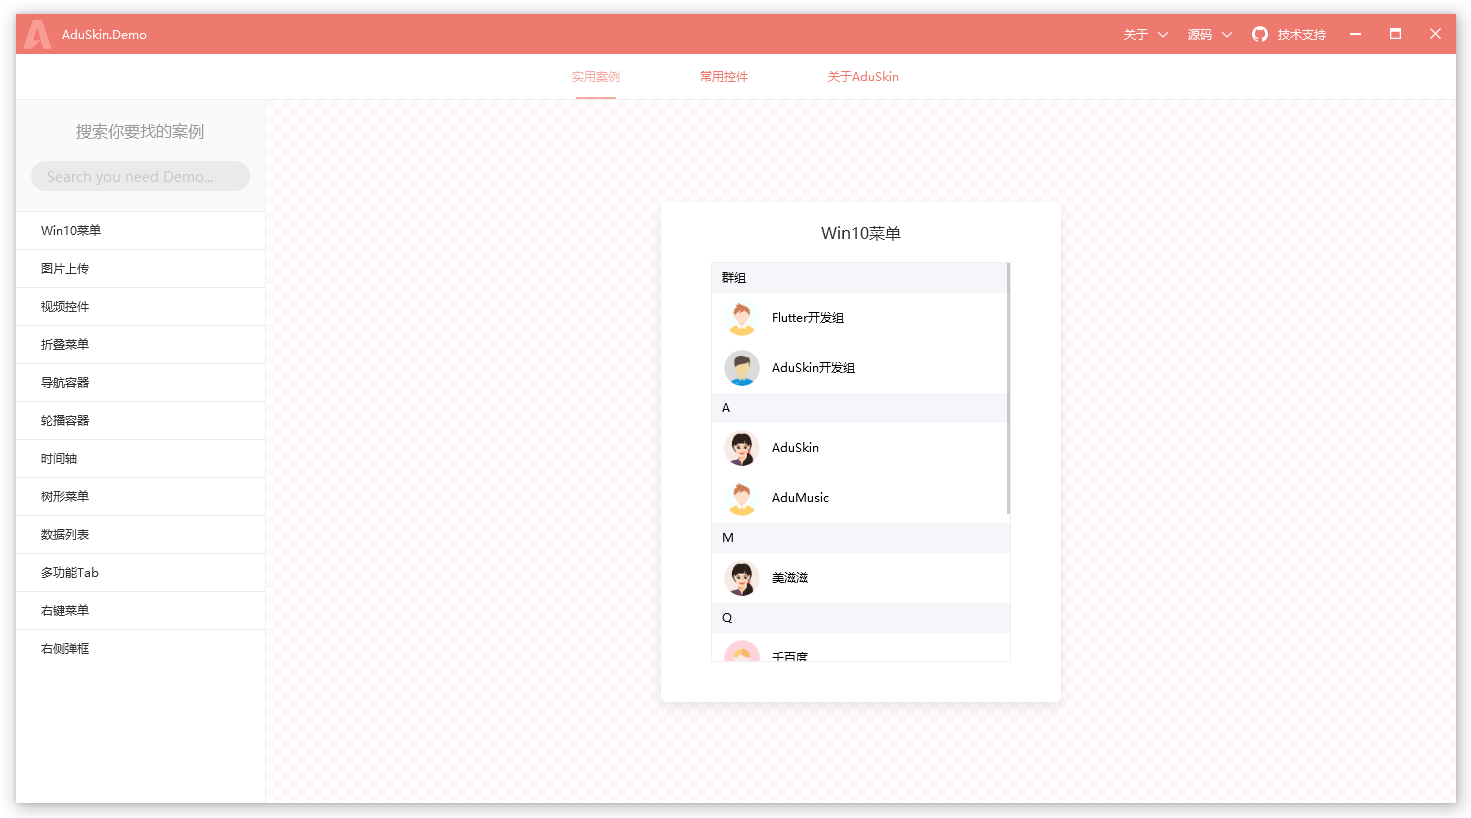 AduSkin.Demo
关于
源码
技术支持
实用案例
常用控件
关于AduSkin
搜索你要找的案例
Search you need Demo...
Win10菜单
图片上传
视频控件
折叠菜单
导航容器
轮播容器
时间轴
树形菜单
数据列表
多功能Tab
右键菜单
右侧弹框
Win10菜单
群组
Flutter开发组
AduSkin开发组
A
AduSkin
AduMusic
M
美滋滋
Q
千百度